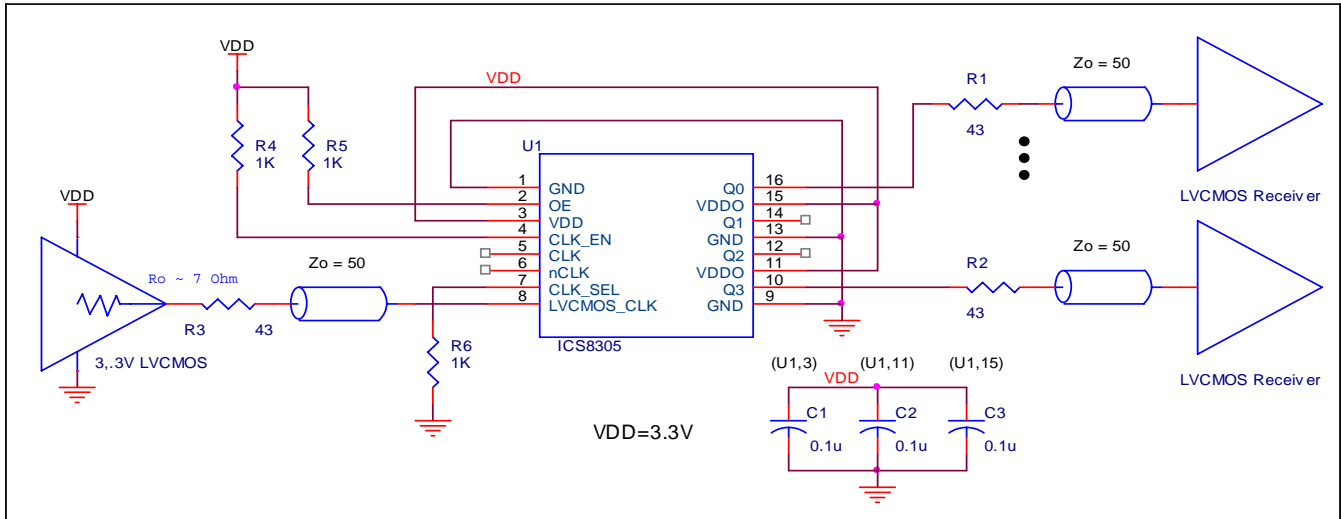 VDD
VDD
R1
43
Zo = 50
LVCMOS Receiver
R4
1K
R5
1K
U1
1
GND
2
OE
3
VDD
4
CLK_EN
5
CLK
6
nCLK
7
CLK_SEL
8
LVCMOS_CLK
16
Q0
15
VDDO
14
Q1
13
GND
12
Q2
11
VDDO
10
Q3
9
GND
ICS8305
VDD
Ro ~ 7 Ohm
R3
43
Zo = 50
3,.3V LVCMOS
R6
1K
R2
43
Zo = 50
LVCMOS Receiver
(U1,3)
(U1,11)
(U1,15)
VDD
C1
0.1u
C2
0.1u
C3
0.1u
VDD=3.3V